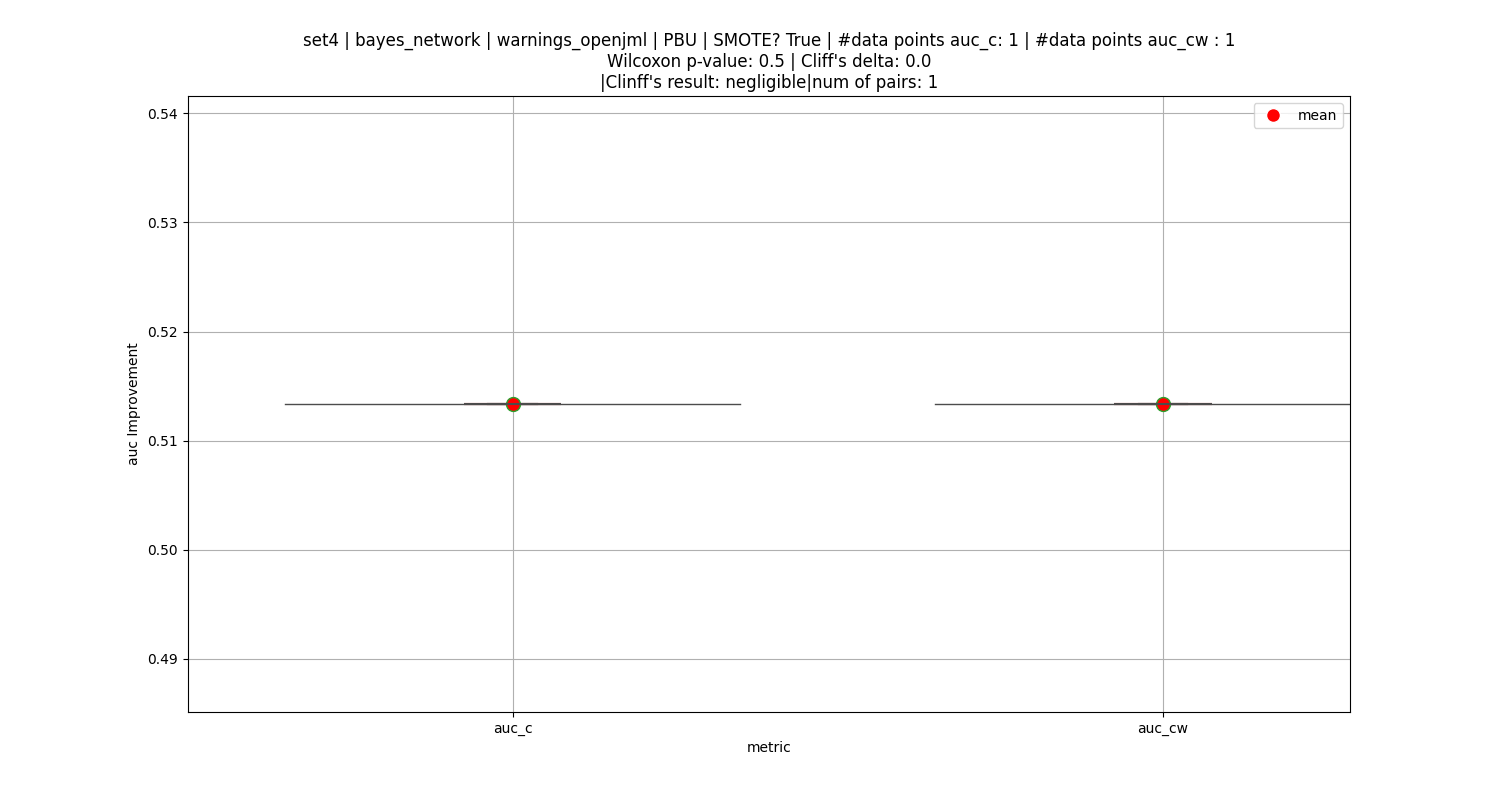 set4 | bayes_network | warnings_openjml | PBU | SMOTE? True | #data points auc_c: 1 | #data points auc_cw : 1
Wilcoxon p-value: 0.5 | Cliff's delta: 0.0
|Clinff's result: negligible|num of pairs: 1
mean
0.54
0.53
0.52
0.51
0.50
0.49
auc Improvement
auc_c
auc_cw
metric